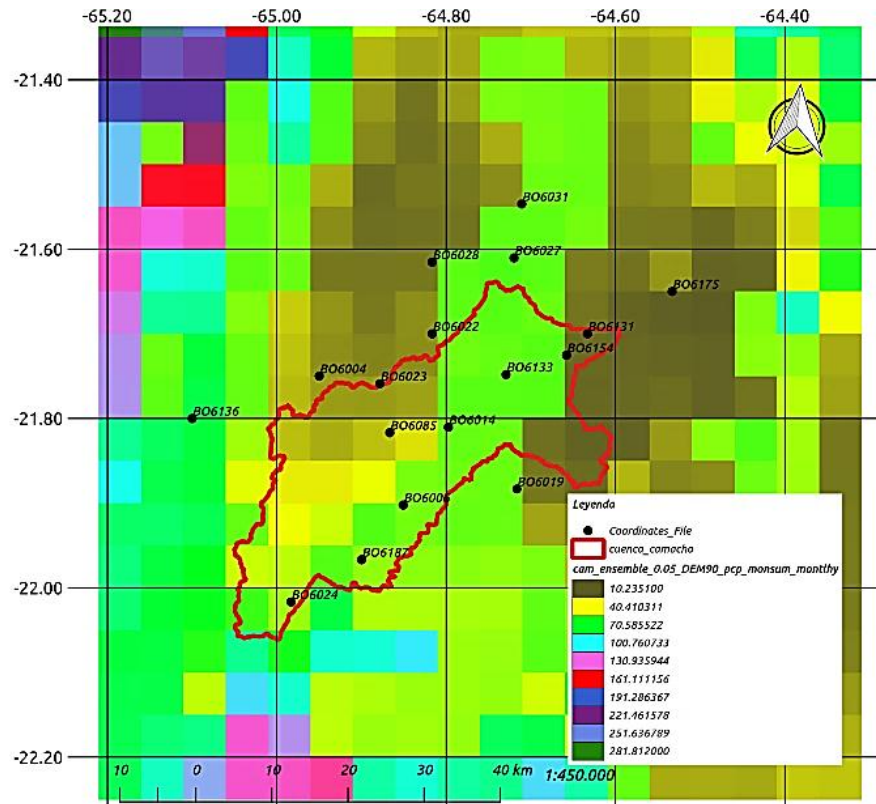 -65.20 -65.00 -64.80 -64.60 -64.40
-21.40
BO6031
-21.60
BO6027
BO6028
BO6175
BO6022
BO6131
BO6154
BO6004
BO6023
BO6133
-21.80
BO6136
BO6085
BO6014
BO6019
BO6006
Leyenda
Coordinates_File
cuenca_camacho
BO6187
cam_ensemble_0.05_DEM90_pcp_monsum_montthy
-22.00
BO6024
10.235100
40.410311
70.585522
100.760733
130.935944
161.111156
191.286367
221.461578
251.636789
281.812000
-22.20
10 0 10 20 30 40 km 1:450.000